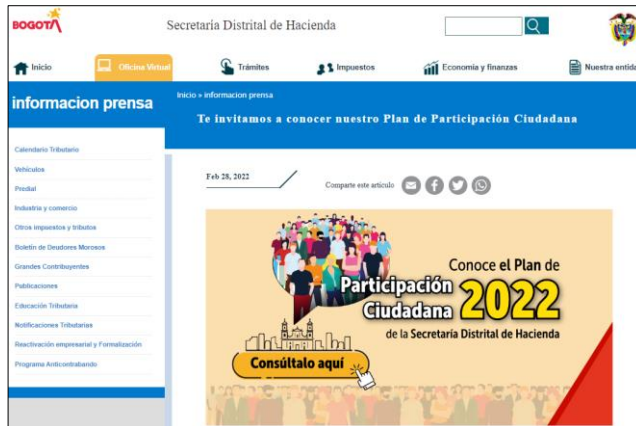 BOGOTÁ
Secretaría Distrital de Hacienda
Inicio
Oficina Virtual
Trámites
Impuestos
Economía y finanzas
Nuestra entida
informacion prensa
Inicio » informacion prensa
Te invitamos a conocer nuestro Plan de Participación Ciudadana
Calendario Tributario
Vehículos
Predial
Industria y comercio
Otros impuestos y tributos
Boletín de Deudores Morosos
Grandes Contribuyentes
Publicaciones
Educación Tributaria
Notificaciones Tributarias
Reactivación empresarial y Formalización
Programa Anticontrabando
Feb 28, 2022
Comparte este artículo
Conoce el Plan de
Participación
Ciudadana 2022
de la Secretaría Distrital de Hacienda
Consúltalo aquí